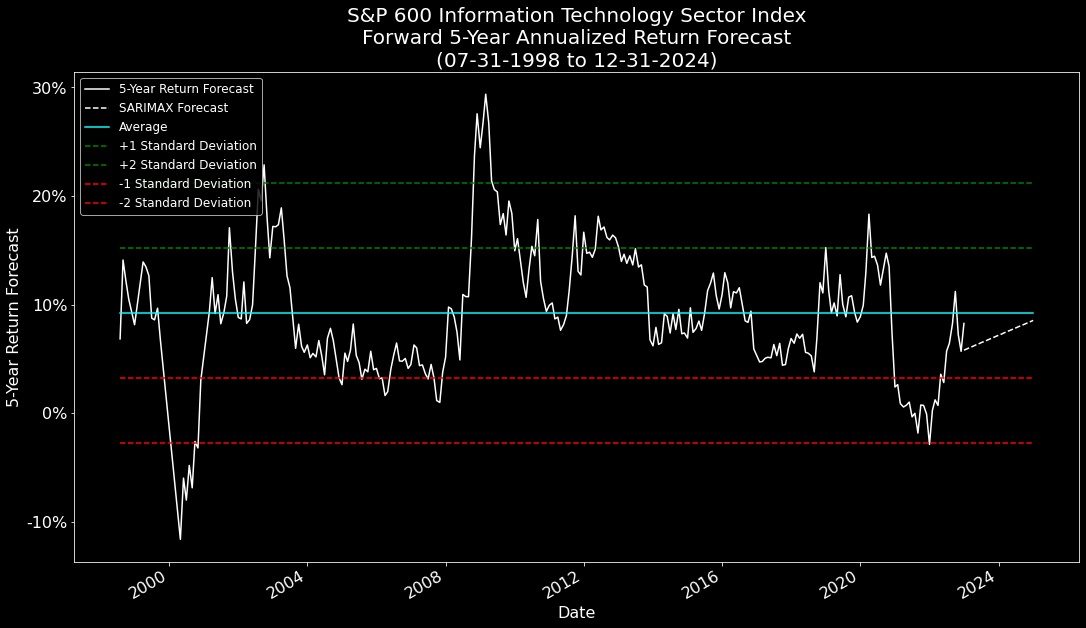 S&P 600 Information Technology Sector Index
Forward 5-Year Annualized Return Forecast
(07-31-1998 to 12-31-2024)
5-Year Return Forecast
SARIMAX Forecast
Average
+1 Standard Deviation
+2 Standard Deviation
-1 Standard Deviation
-2 Standard Deviation
30%
20%
10%
0%
-10%
5-Year Return Forecast
2000
2004
2008
2012
2016
2020
2024
Date